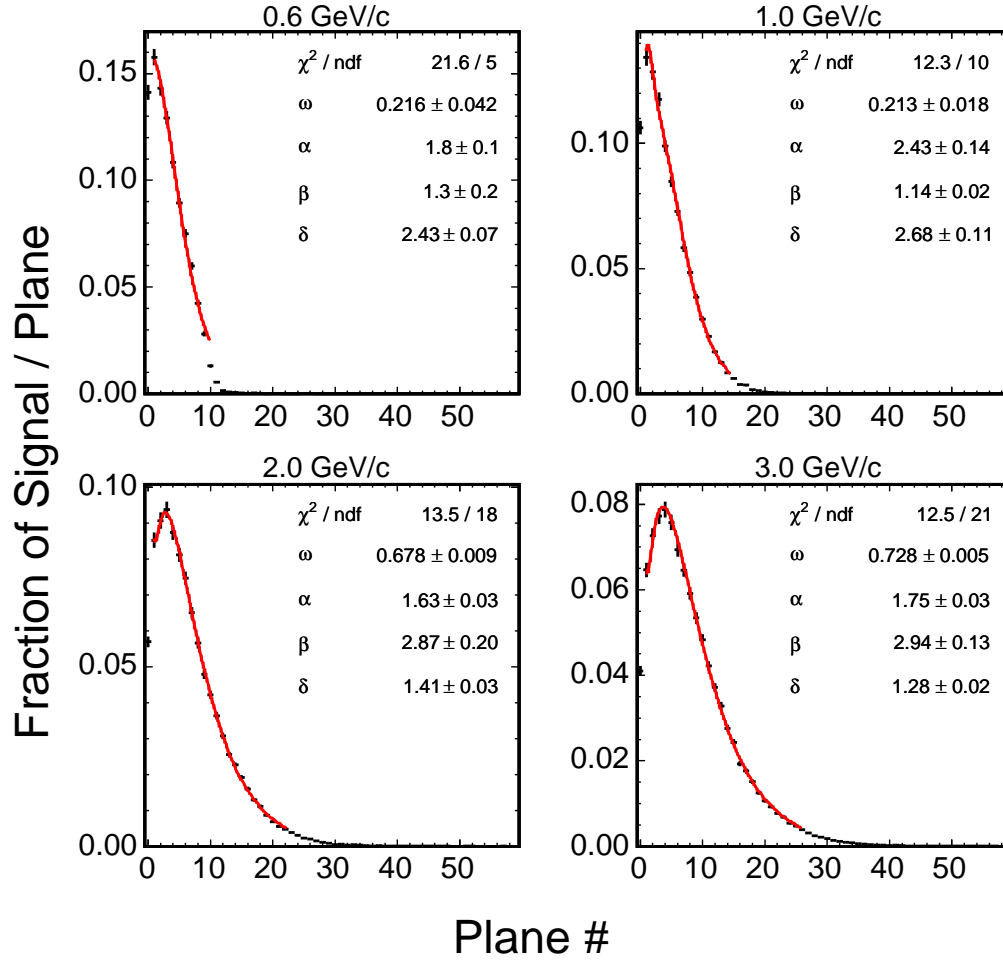 0.6 GeV/c
χ² / ndf 21.6 / 5
ω 0.216 ± 0.042
α 1.8 ± 0.1
β 1.3 ± 0.2
δ 2.43 ± 0.07
0.15
0.10
0.05
0.00
0 10 20 30 40 50
1.0 GeV/c
χ² / ndf 12.3 / 10
ω 0.213 ± 0.018
α 2.43 ± 0.14
β 1.14 ± 0.02
δ 2.68 ± 0.11
0.10
0.05
0.00
0 10 20 30 40 50
2.0 GeV/c
χ² / ndf 13.5 / 18
ω 0.678 ± 0.009
α 1.63 ± 0.03
β 2.87 ± 0.20
δ 1.41 ± 0.03
0.10
0.05
0.00
0 10 20 30 40 50
3.0 GeV/c
χ² / ndf 12.5 / 21
ω 0.728 ± 0.005
α 1.75 ± 0.03
β 2.94 ± 0.13
δ 1.28 ± 0.02
0.08
0.06
0.04
0.02
0.00
0 10 20 30 40 50
Fraction of Signal / Plane
Plane #